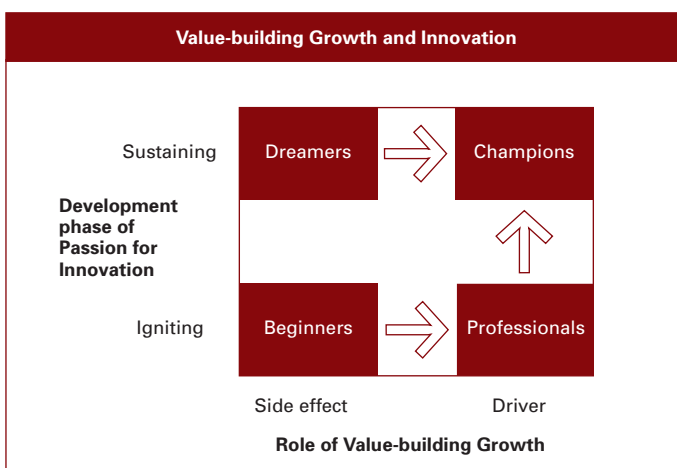 Value-building Growth and Innovation
Sustaining
Dreamers
Champions
Development
phase of
Passion for
Innovation
Igniting
Beginners
Professionals
Side effect
Driver
Role of Value-building Growth